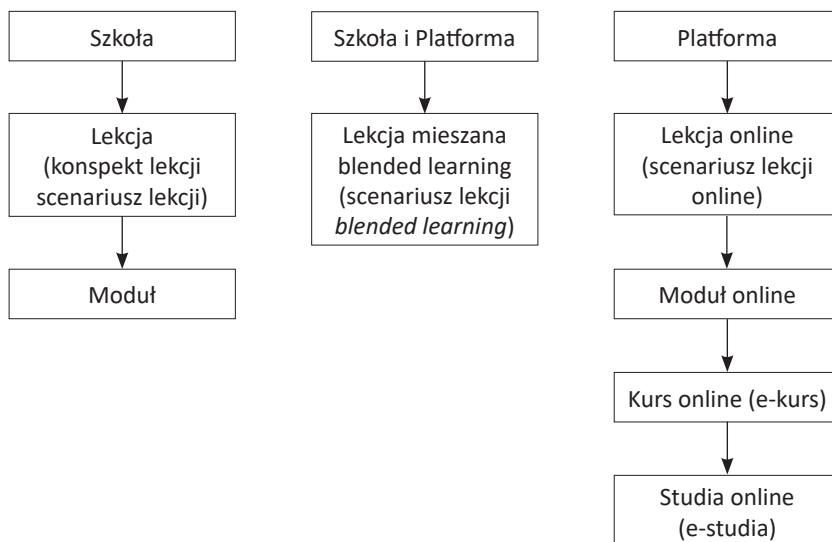 Szkoła
Lekcja
(konspekt lekcji
scenariusz lekcji)
Moduł
Szkoła i Platforma
Lekcja mieszana
blended learning
(scenariusz lekcji
blended learning)
Platforma
Lekcja online
(scenariusz lekcji
online)
Moduł online
Kurs online (e-kurs)
Studia online
(e-studia)